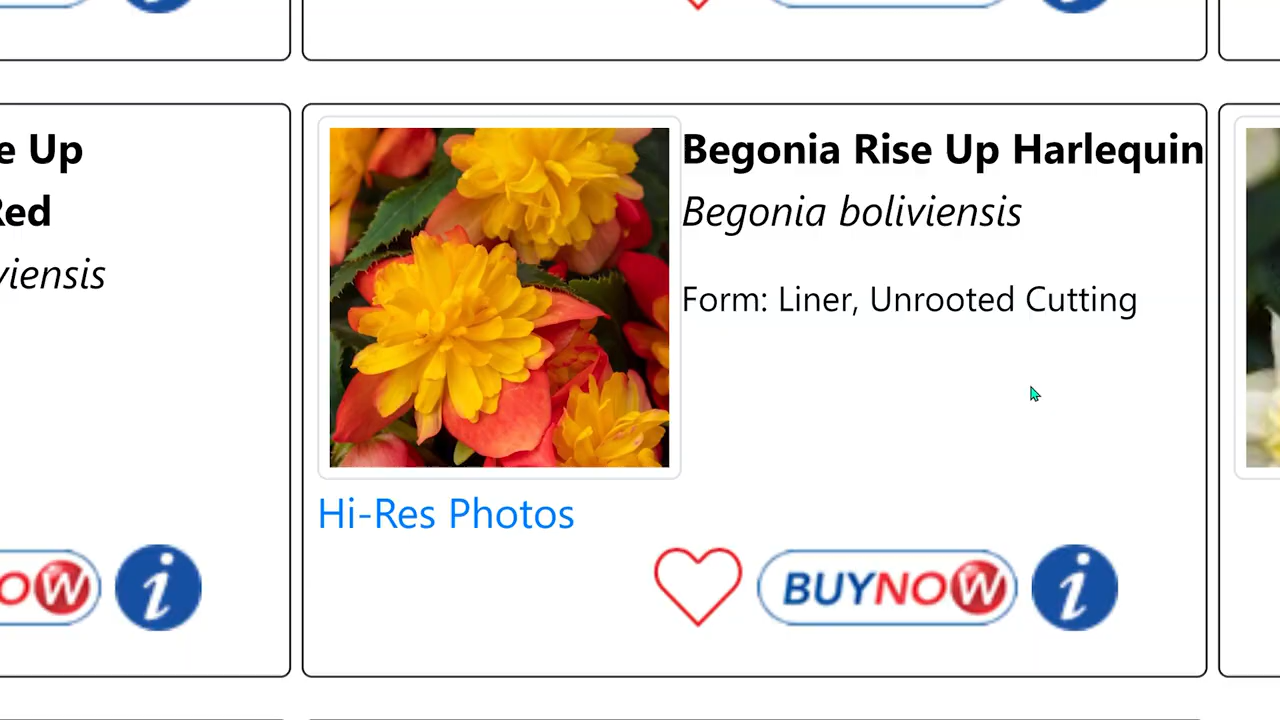 e Up
Red
viensis
OW
i
Begonia Rise Up Harlequin
Begonia boliviensis
Form: Liner, Unrooted Cutting
Hi-Res Photos
BUYNOW
i